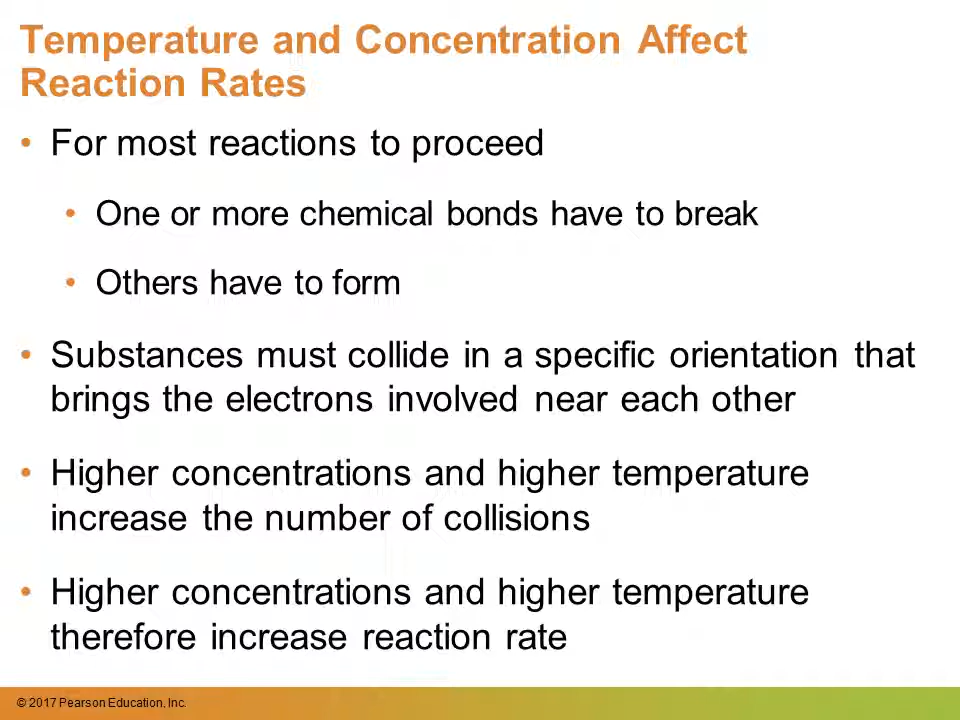 Temperature and Concentration Affect
Reaction Rates
• For most reactions to proceed
• One or more chemical bonds have to break
• Others have to form
• Substances must collide in a specific orientation that
brings the electrons involved near each other
• Higher concentrations and higher temperature
increase the number of collisions
• Higher concentrations and higher temperature
therefore increase reaction rate
© 2017 Pearson Education, Inc.